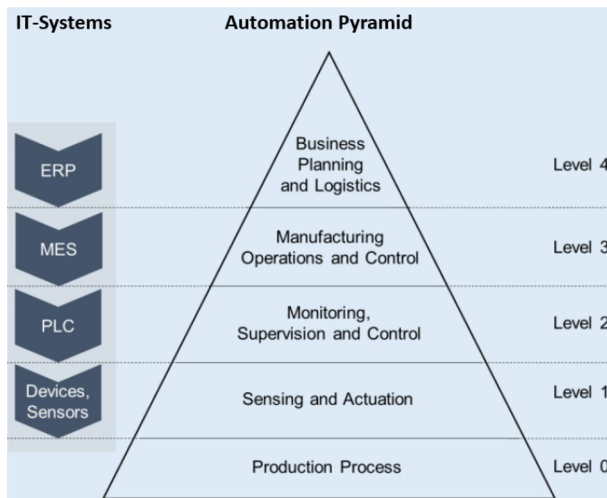 IT-Systems
Automation Pyramid
ERP
Business
Planning
and Logistics
Level 4
MES
Manufacturing
Operations and Control
Level 3
PLC
Monitoring,
Supervision and Control
Level 2
Devices,
Sensors
Sensing and Actuation
Level 1
Production Process
Level 0